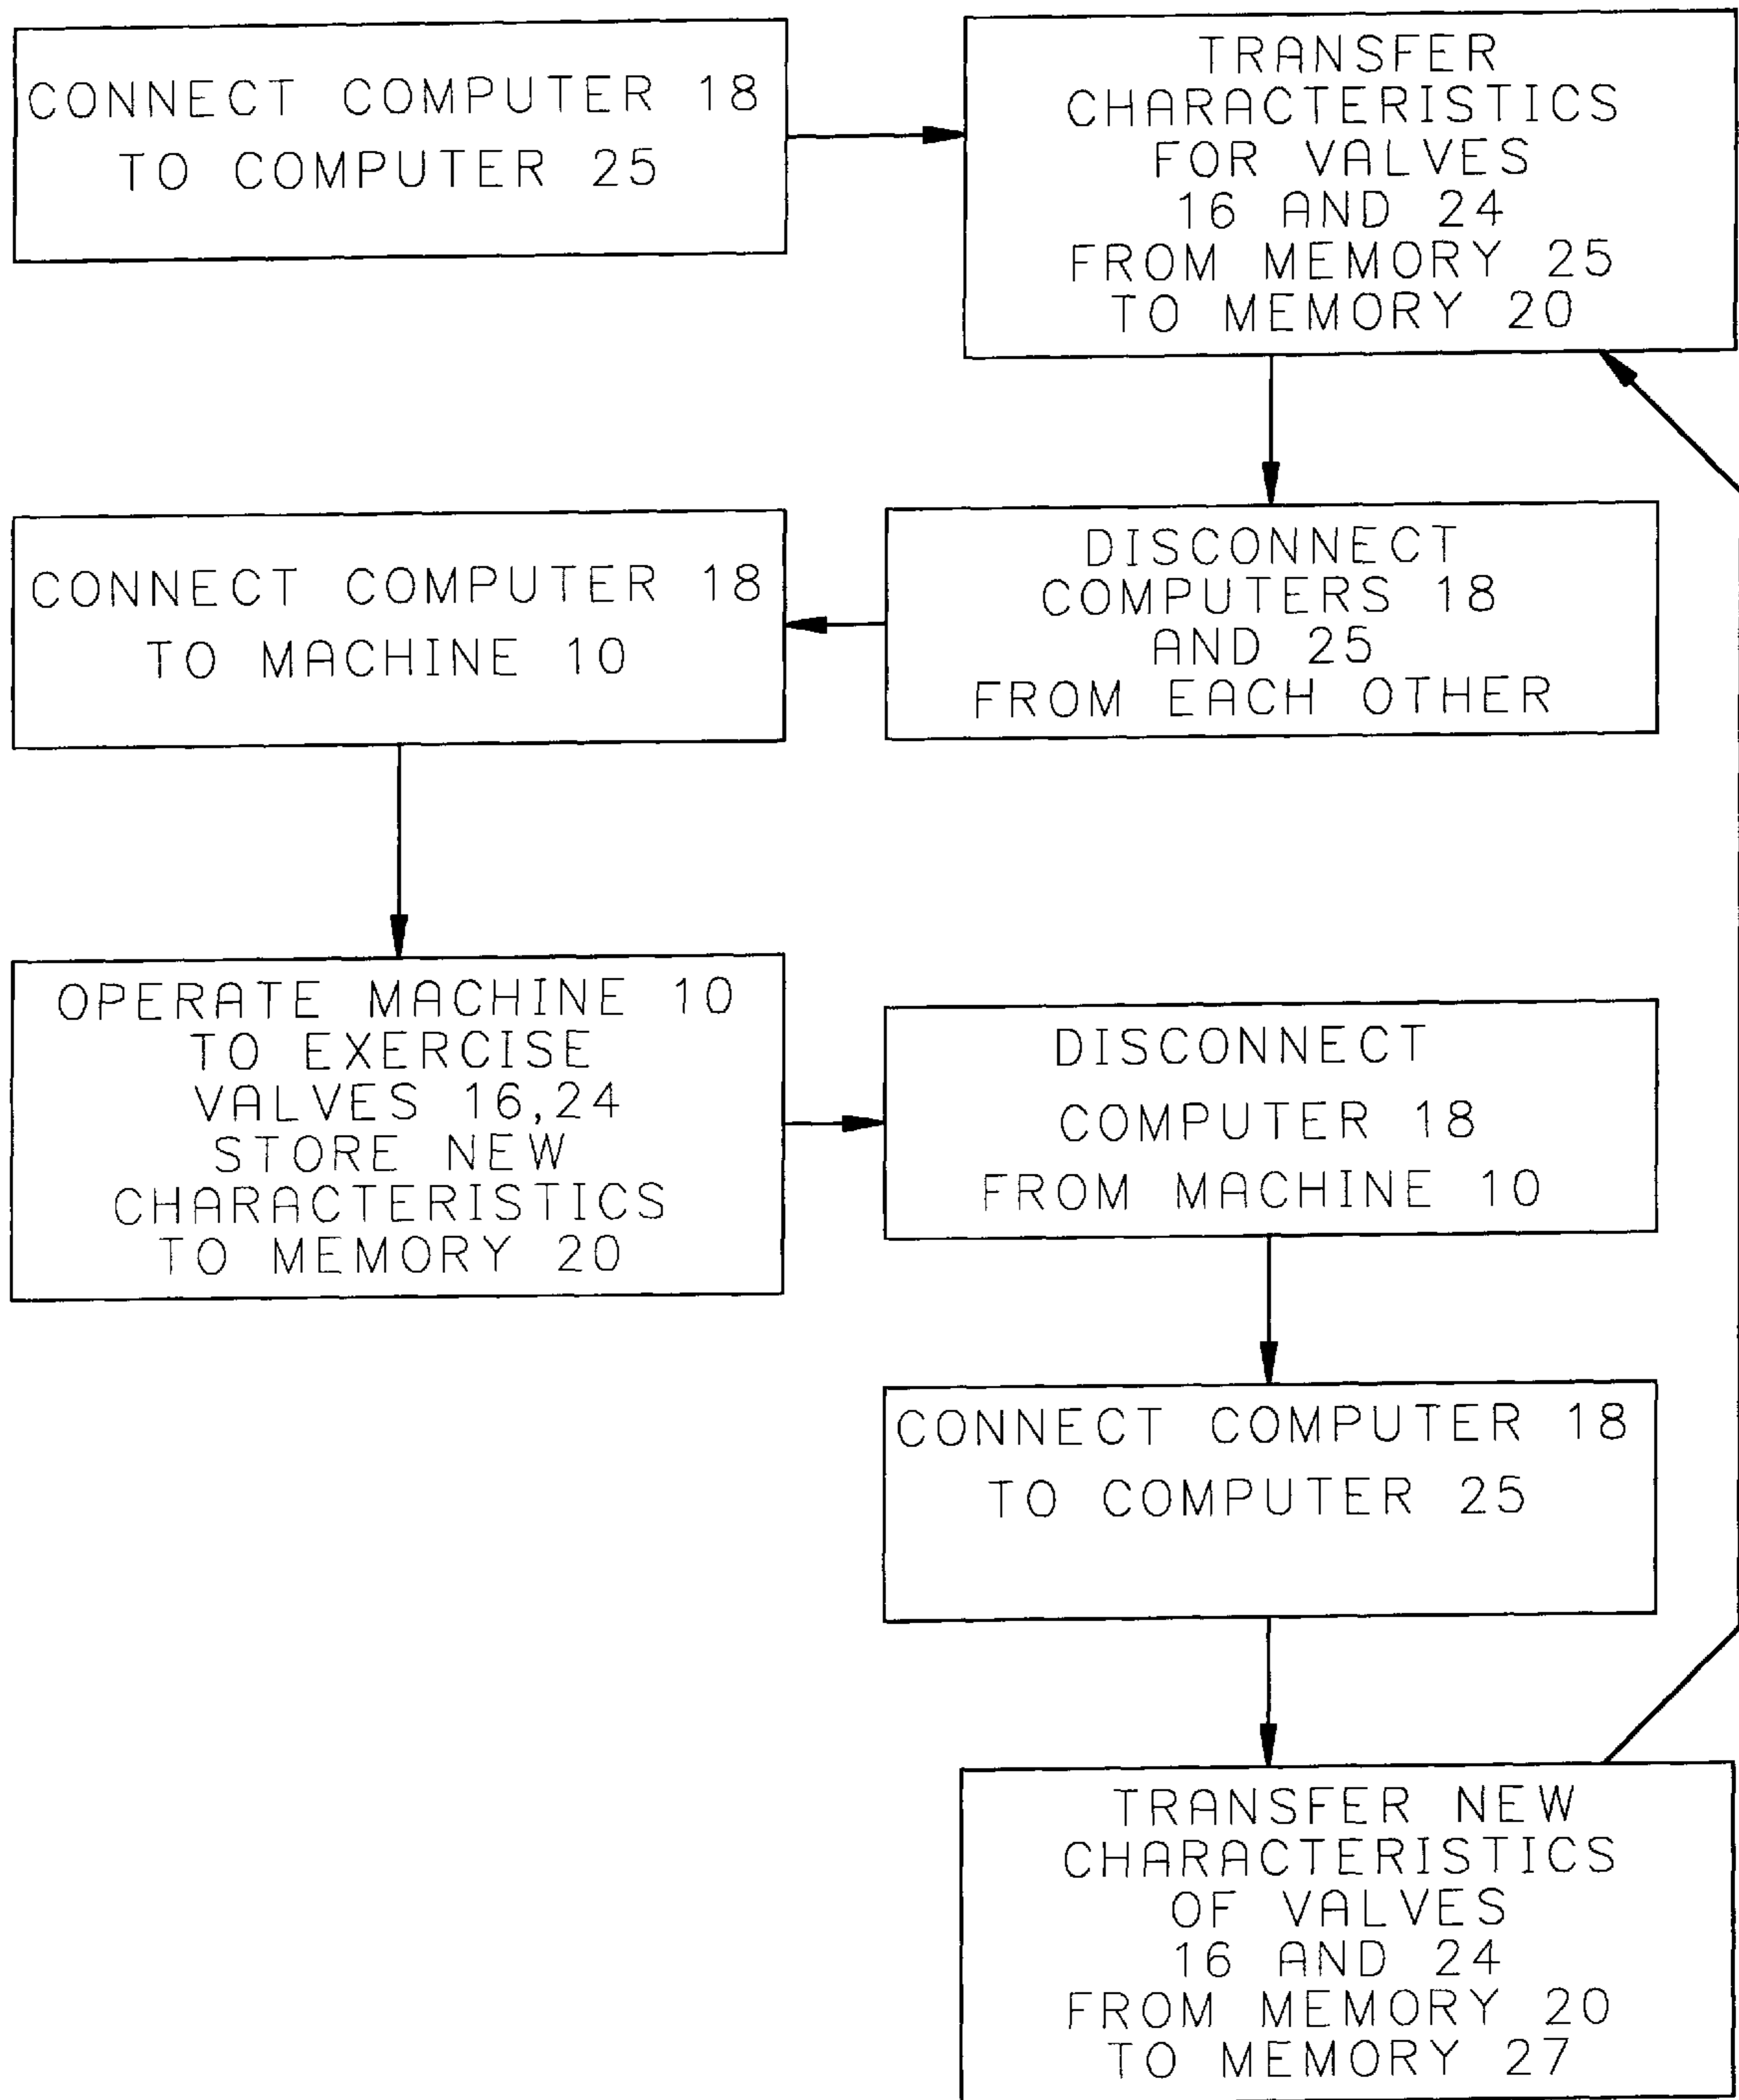 CONNECT COMPUTER 18
TO COMPUTER 25
TRANSFER
CHARACTERISTICS
FOR VALVES
16 AND 24
FROM MEMORY 25
TO MEMORY 20
DISCONNECT
COMPUTERS 18
AND 25
FROM EACH OTHER
CONNECT COMPUTER 18
TO MACHINE 10
OPERATE MACHINE 10
TO EXERCISE
VALVES 16,24
STORE NEW
CHARACTERISTICS
TO MEMORY 20
DISCONNECT
COMPUTER 18
FROM MACHINE 10
CONNECT COMPUTER 18
TO COMPUTER 25
TRANSFER NEW
CHARACTERISTICS
OF VALVES
16 AND 24
FROM MEMORY 20
TO MEMORY 27